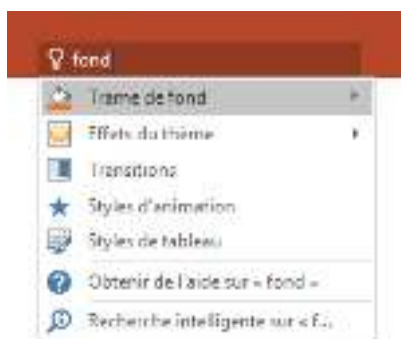 fond
Trame de fond
Effets du thème
Transitions
Styles d'animation
Styles de tableau
Obtenir de l'aide sur « fond »
Recherche intelligente sur « f...